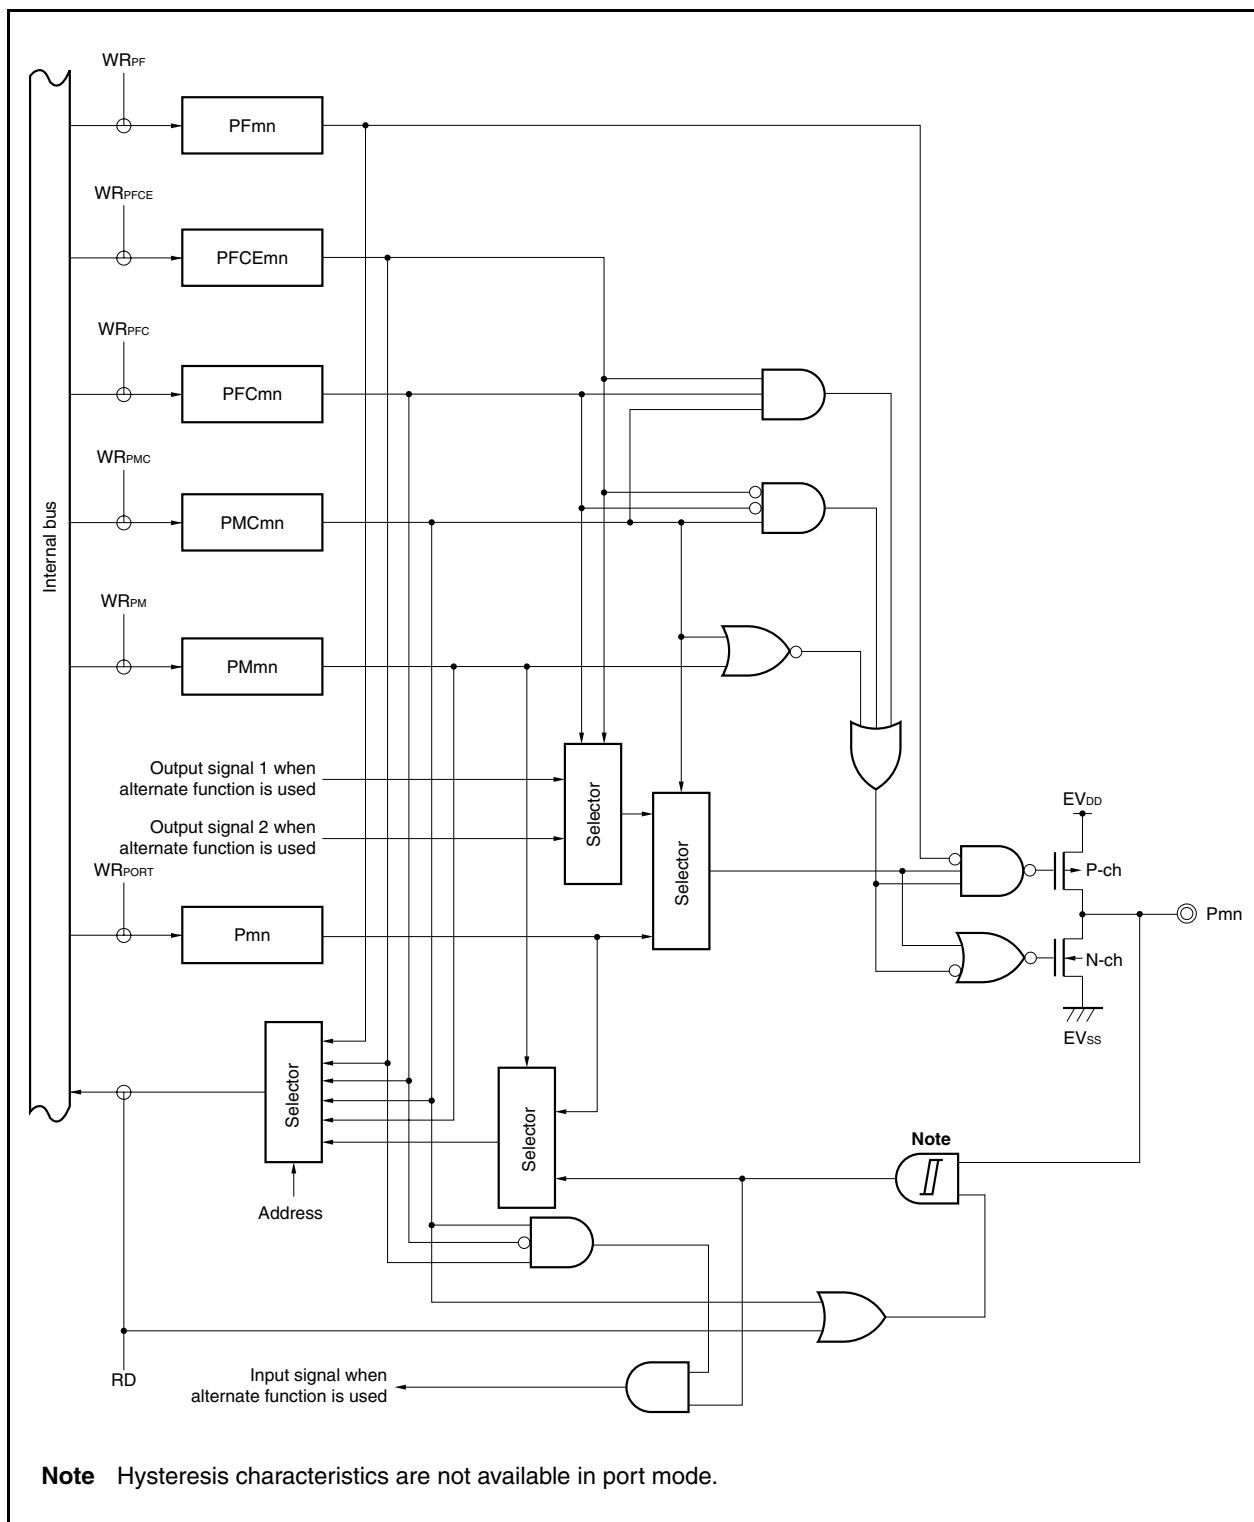 WRPF
PFmn
WRPFCE
PFCEmn
WRPFC
PFCmn
WRPMC
PMCmn
Internal bus
WRPM
PMmn
Output signal 1 when
alternate function is used
Output signal 2 when
alternate function is used
Selector
Selector
WRPORT
Pmn
EVDD
P-ch
Pmn
N-ch
EVSS
Selector
Selector
Address
Note
RD
Input signal when
alternate function is used
Note Hysteresis characteristics are not available in port mode.